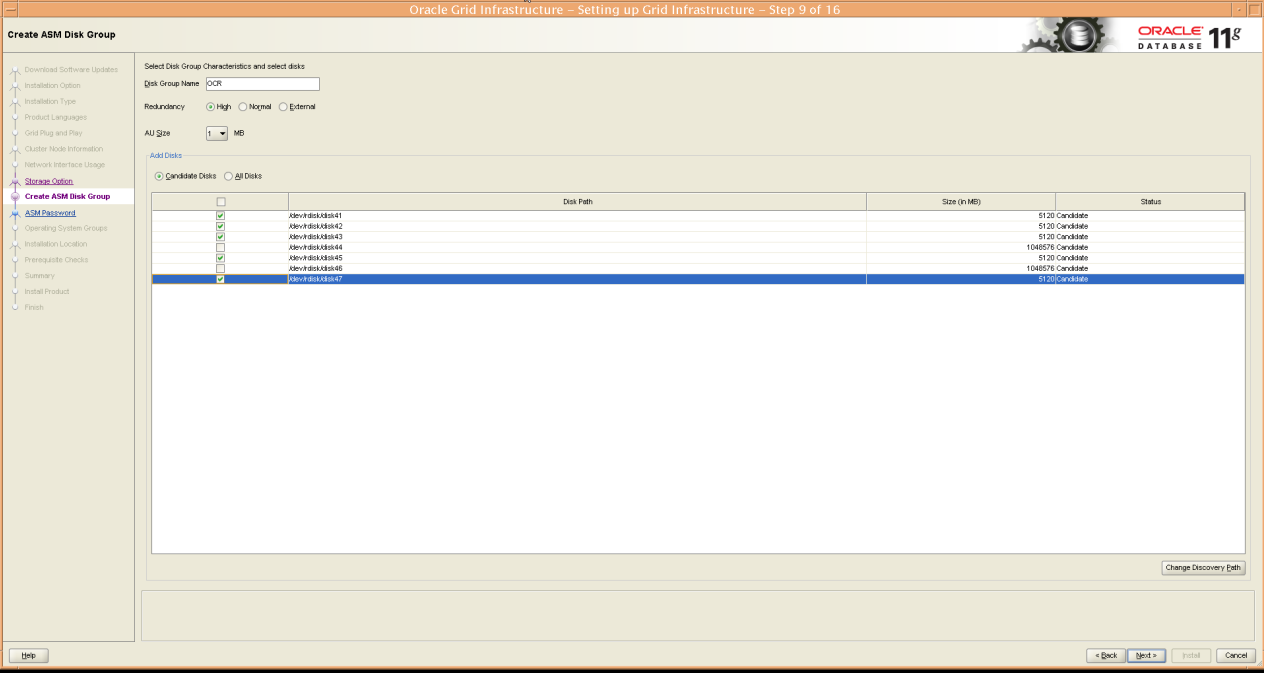 Oracle Grid Infrastructure – Setting up Grid Infrastructure – Step 9 of 16
Create ASM Disk Group
ORACLE
DATABASE 11g
Download Software Updates
Installation Option
Installation Type
Product Languages
Grid Plug and Play
Cluster Node Information
Network Interface Usage
Storage Option
Create ASM Disk Group
ASM Password
Operating System Groups
Installation Location
Prerequisite Checks
Summary
Install Product
Finish
Select Disk Group Characteristics and select disks
Disk Group Name OCR
Redundancy High Normal External
AU Size 1 MB
Add Disks
Candidate Disks All Disks
Disk Path Size (in MB) Status
/dev/rdisk/disk41 5120 Candidate
/dev/rdisk/disk42 5120 Candidate
/dev/rdisk/disk43 5120 Candidate
/dev/rdisk/disk44 1048576 Candidate
/dev/rdisk/disk45 5120 Candidate
/dev/rdisk/disk46 1048576 Candidate
/dev/rdisk/disk47 5120 Candidate
Change Discovery Path
Help < Back Next > Install Cancel